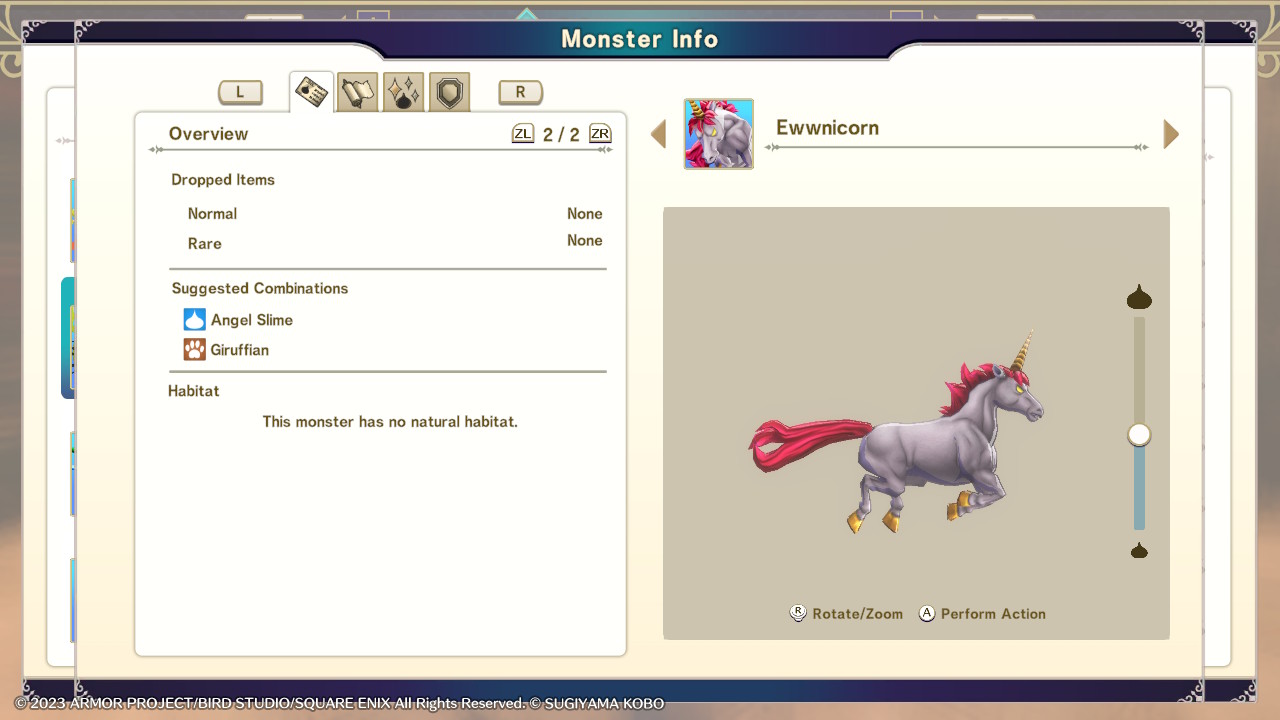 Monster Info
L
R
Overview
ZL 2 / 2 ZR
Dropped Items
Normal None
Rare None
Suggested Combinations
Angel Slime
Giruffian
Habitat
This monster has no natural habitat.
Ewwnicorn
R Rotate/Zoom A Perform Action
© 2023 ARMOR PROJECT/BIRD STUDIO/SQUARE ENIX All Rights Reserved. © SUGIYAMA KOBO